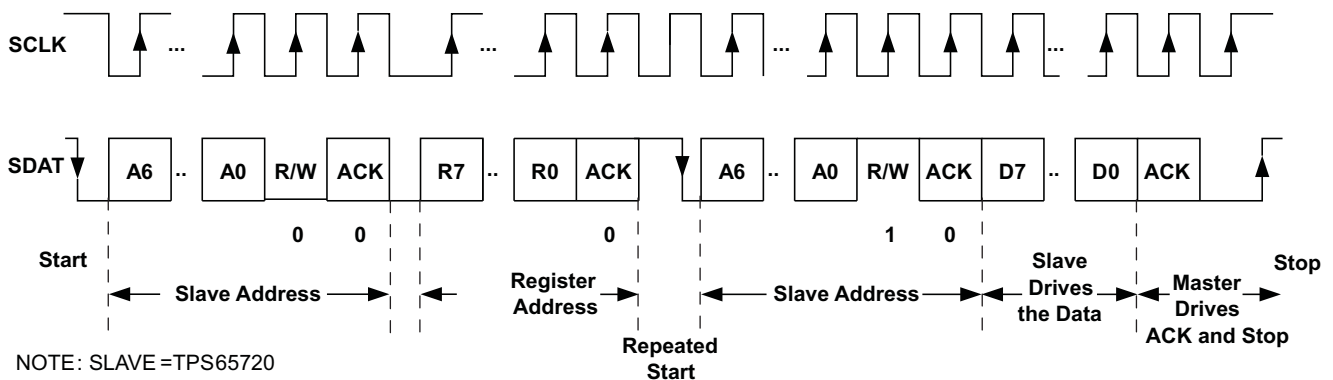 SCLK ... ... ... ...
SDAT A6 .. A0 R/W ACK R7 .. R0 ACK A6 .. A0 R/W ACK D7 .. D0 ACK
0 0 0 1 0
Start Slave Address Register Address Repeated Start Slave Address Slave Drives the Data Master Drives ACK and Stop Stop
NOTE: SLAVE=TPS65720